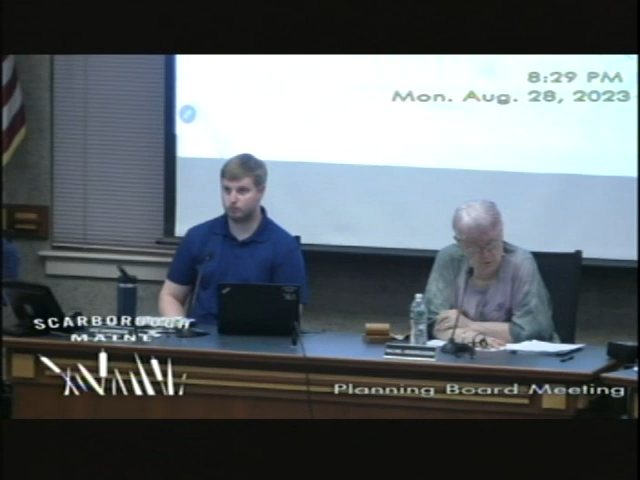 8:29 PM
Mon. Aug. 28, 2023
SCARBOROUGH
MAINE
Planning Board Meeting